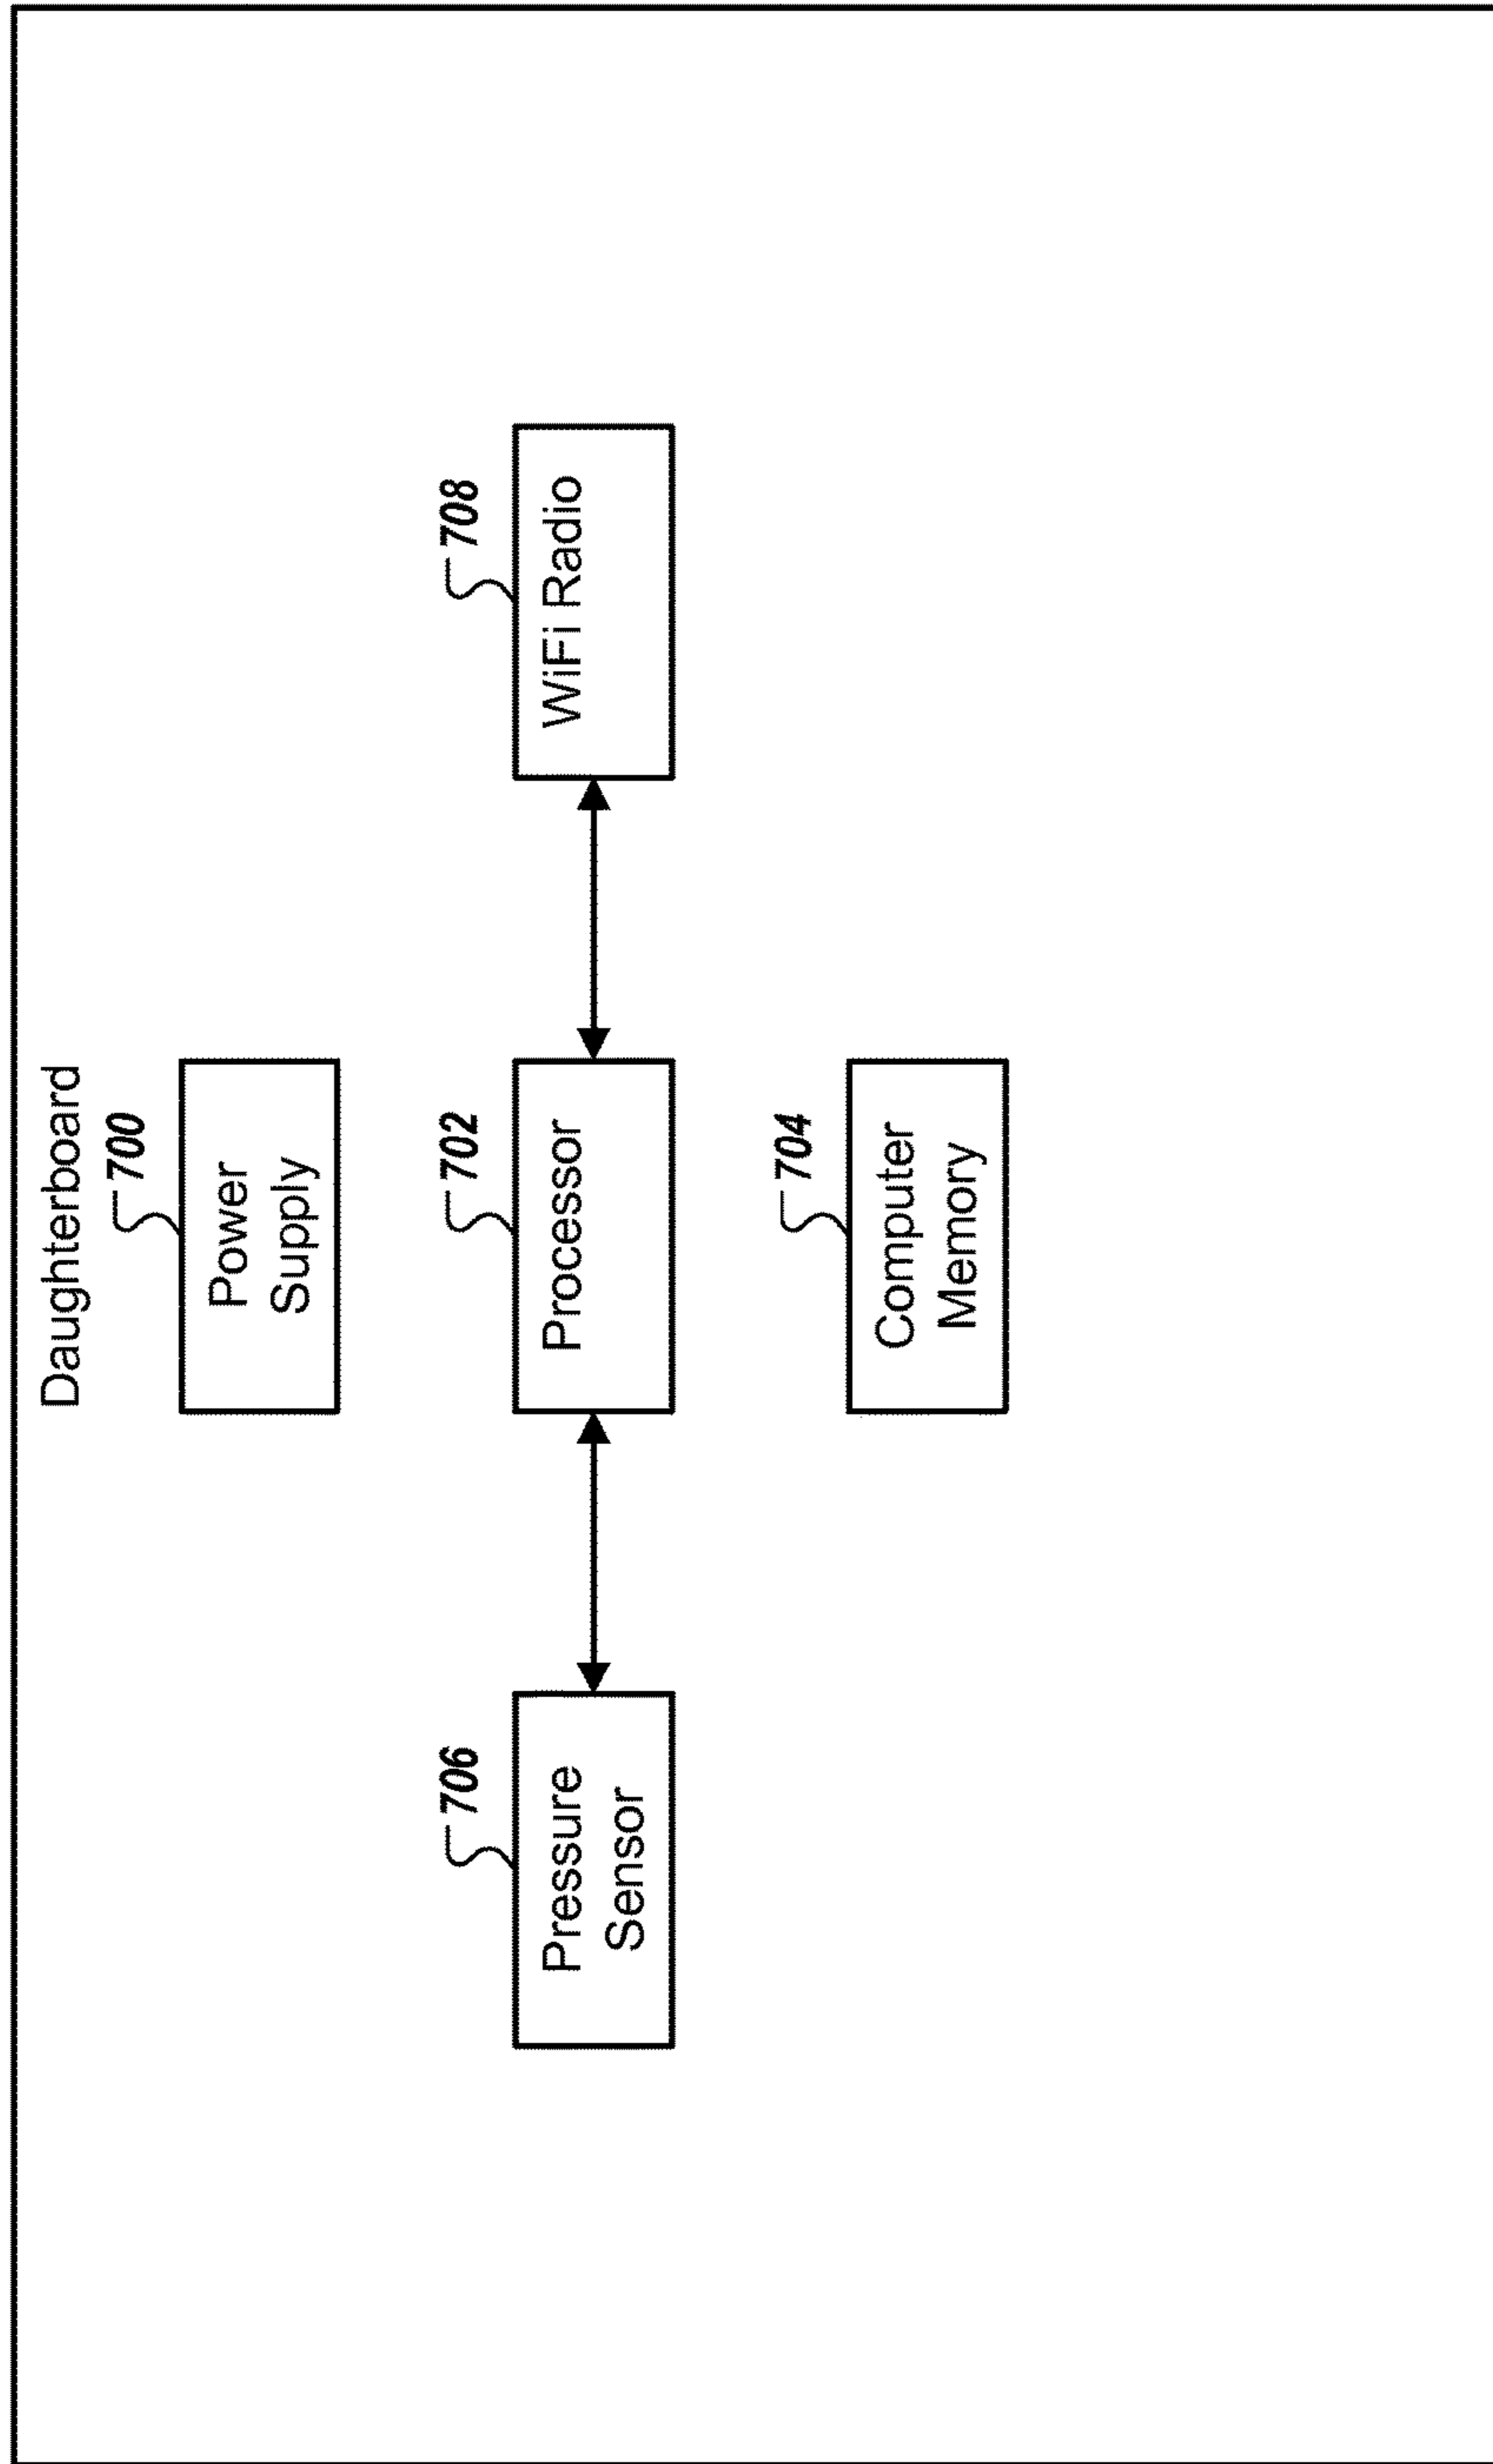 Daughterboard
700
Power
Supply
706
Pressure
Sensor
702
Processor
708
WiFi Radio
704
Computer
Memory